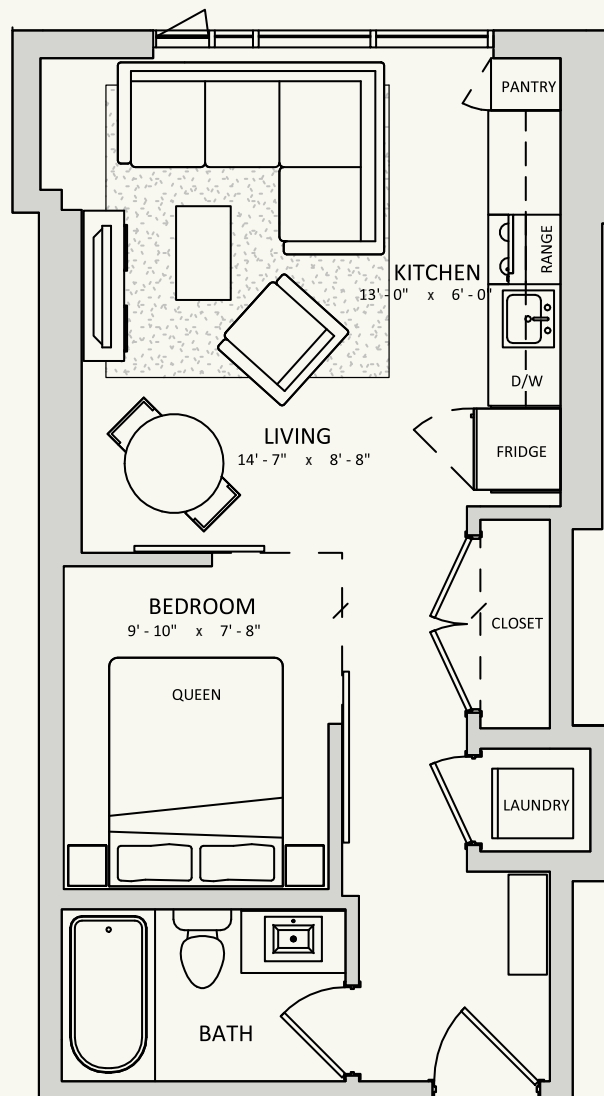 PANTRY
RANGE
KITCHEN
13' - 0" x 6' - 0"
D/W
LIVING
14' - 7" x 8' - 8"
FRIDGE
BEDROOM
9' - 10" x 7' - 8"
CLOSET
QUEEN
LAUNDRY
BATH